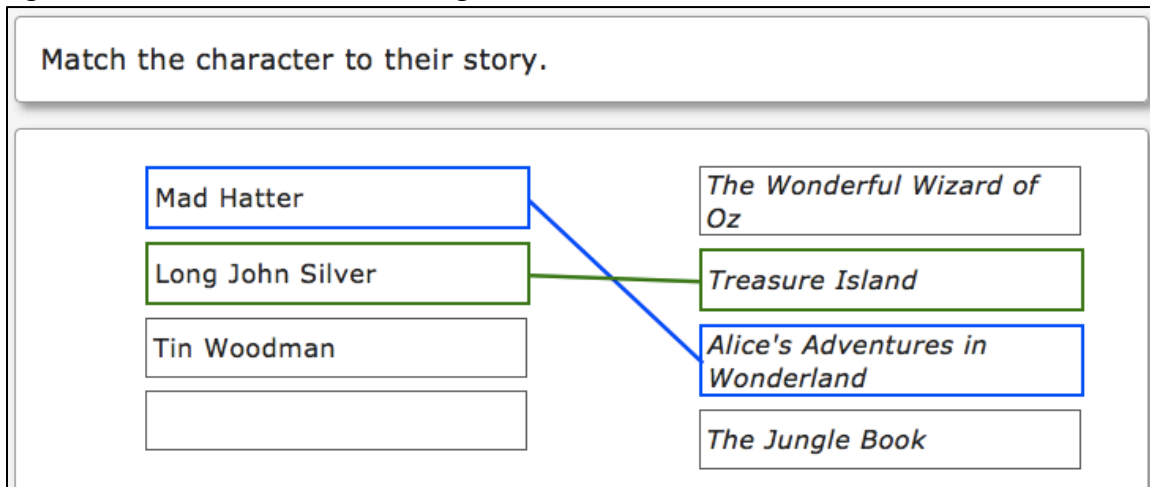 Match the character to their story.
Mad Hatter
Long John Silver
Tin Woodman
The Wonderful Wizard of
Oz
Treasure Island
Alice's Adventures in
Wonderland
The Jungle Book